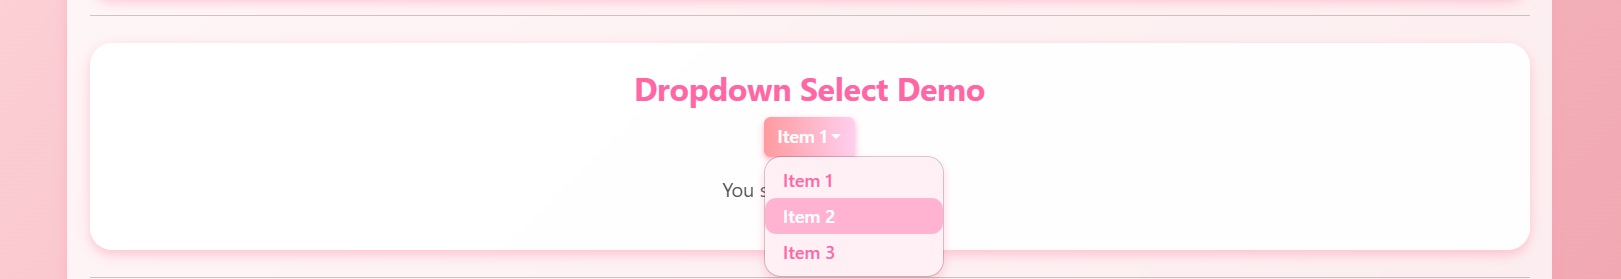 Dropdown Select Demo
Item 1
You
Item 1
Item 2
Item 3